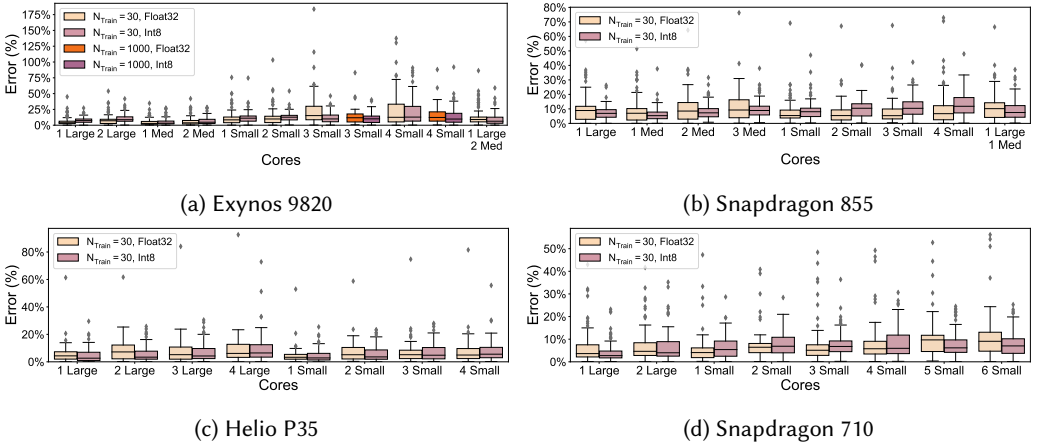 175%
150%
125%
100%
75%
50%
25%
0%
Error (%)
N_Train = 30, Float32
N_Train = 30, Int8
N_Train = 1000, Float32
N_Train = 1000, Int8
1 Large 2 Large 1 Med 2 Med 1 Small 2 Small 3 Small 3 Small 4 Small 4 Small 1 Large
2 Med
Cores
(a) Exynos 9820
80%
70%
60%
50%
40%
30%
20%
10%
0%
Error (%)
N_Train = 30, Float32
N_Train = 30, Int8
1 Large 1 Med 2 Med 3 Med 1 Small 2 Small 3 Small 4 Small 1 Large
1 Med
Cores
(b) Snapdragon 855
80%
60%
40%
20%
0%
Error (%)
N_Train = 30, Float32
N_Train = 30, Int8
1 Large 2 Large 3 Large 4 Large 1 Small 2 Small 3 Small 4 Small
Cores
(c) Helio P35
50%
40%
30%
20%
10%
0%
Error (%)
N_Train = 30, Float32
N_Train = 30, Int8
1 Large 2 Large 1 Small 2 Small 3 Small 4 Small 5 Small 6 Small
Cores
(d) Snapdragon 710